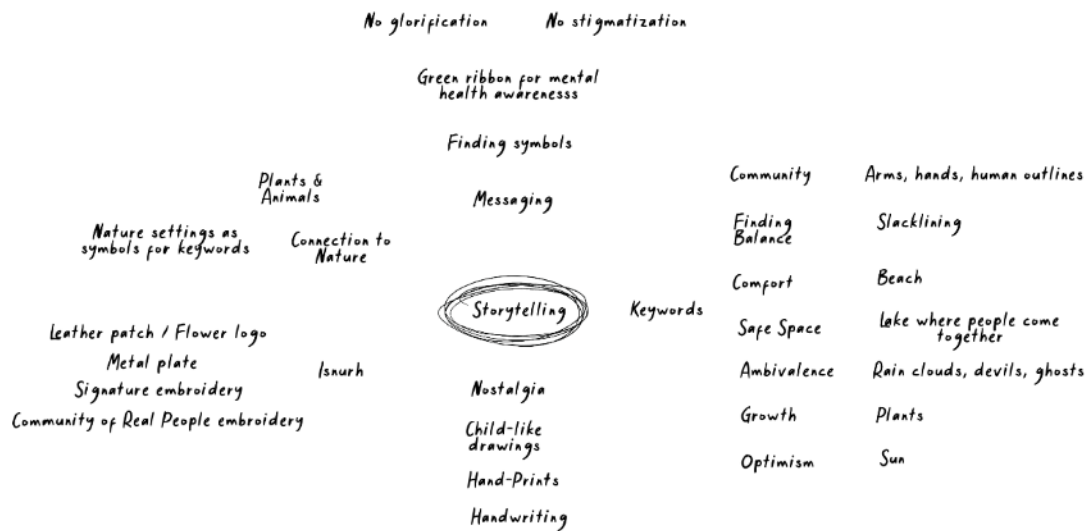 No glorification
No stigmatization
Green ribbon for mental
health awarenesss
Finding symbols
Messaging
Plants &
Animals
Nature settings as
symbols for keywords
Connection to
Nature
Storytelling
Keywords
Community
Arms, hands, human outlines
Finding
Balance
Slacklining
Comfort
Beach
Safe Space
Lake where people come
together
Ambivalence
Rain clouds, devils, ghosts
Growth
Plants
Optimism
Sun
Leather patch / Flower logo
Metal plate
Signature embroidery
Community of Real People embroidery
Isnurh
Nostalgia
Child-like
drawings
Hand-Prints
Handwriting